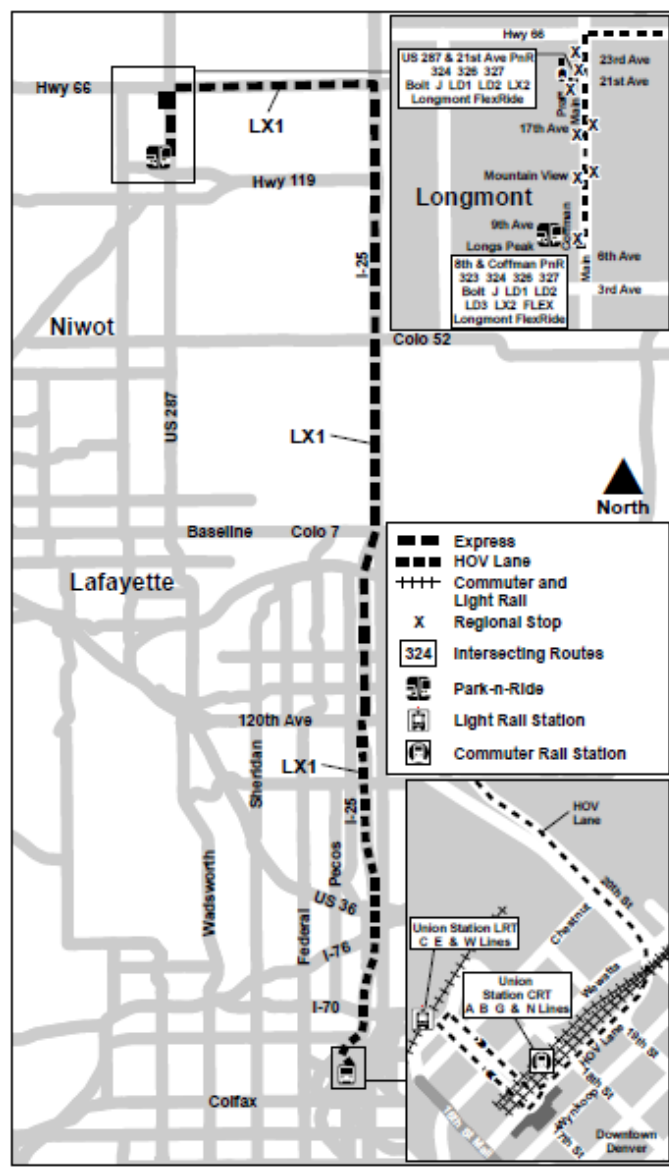 Hwy 66
LX1
Hwy 119
I-25
Niwot
Colo 52
US 287
LX1
Baseline
Colo 7
Lafayette
120th Ave
Sheridan
LX1
I-25
Pecos
Wadsworth
US 36
Federal
I-76
I-70
Colfax
Hwy 66
US 287 & 21st Ave PnR
324 326 327
Bolt J LD1 LD2 LX2
Longmont FlexRide
23rd Ave
21st Ave
Pratt
Main
17th Ave
Mountain View
Longmont
9th Ave
Coffman
Longs Peak
Main
6th Ave
3rd Ave
8th & Coffman PnR
323 324 326 327
Bolt J LD1 LD2
LD3 LX2 FLEX
Longmont FlexRide
North
Express
HOV Lane
Commuter and
Light Rail
X Regional Stop
324 Intersecting Routes
Park-n-Ride
Light Rail Station
Commuter Rail Station
HOV
Lane
20th St
Chestnut
Union Station LRT
C E & W Lines
Wewatta
Union
Station CRT
A B G & N Lines
HOV Lane
19th St
18th St
Wynkoop
17th St
16th St Mall
Downtown
Denver